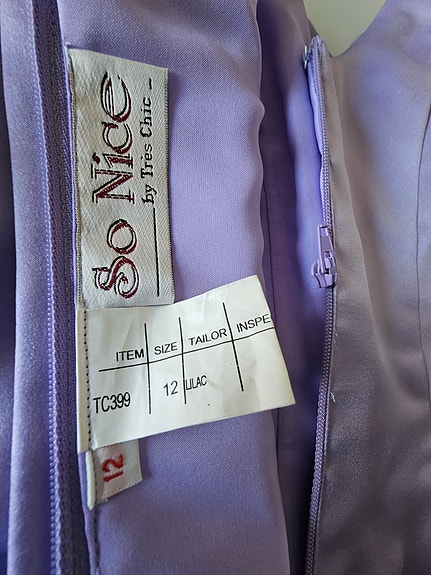 So Nice
by Très Chic
ITEM SIZE TAILOR INSPE
TC399 12 LILAC
12